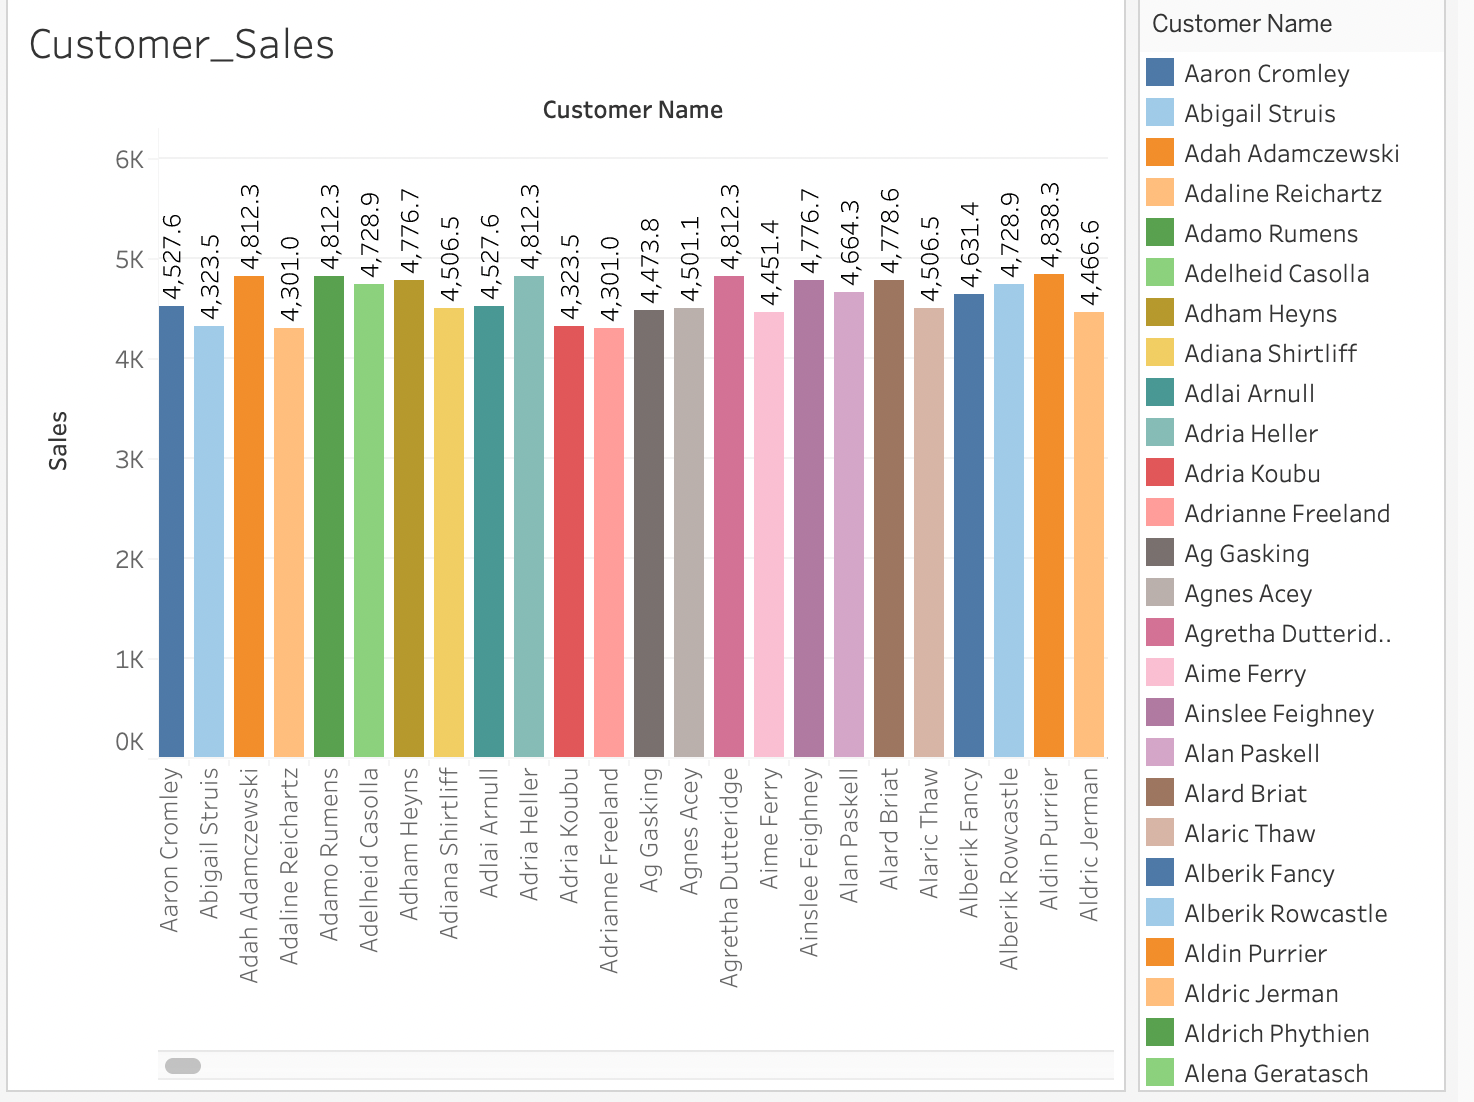 Customer_Sales
Customer Name
6K
5K
4K
3K
2K
1K
0K
Sales
4,527.6
4,323.5
4,812.3
4,301.0
4,812.3
4,728.9
4,776.7
4,506.5
4,527.6
4,812.3
4,323.5
4,301.0
4,473.8
4,501.1
4,812.3
4,451.4
4,776.7
4,664.3
4,778.6
4,506.5
4,631.4
4,728.9
4,838.3
4,466.6
Aaron Cromley
Abigail Struis
Adah Adamczewski
Adaline Reichartz
Adamo Rumens
Adelheid Casolla
Adham Heyns
Adiana Shirtliff
Adlai Arnull
Adria Heller
Adria Koubu
Adrianne Freeland
Ag Gasking
Agnes Acey
Agretha Dutteridge
Aime Ferry
Ainslee Feighney
Alan Paskell
Alard Briat
Alaric Thaw
Alberik Fancy
Alberik Rowcastle
Aldin Purrier
Aldric Jerman
Customer Name
Aaron Cromley
Abigail Struis
Adah Adamczewski
Adaline Reichartz
Adamo Rumens
Adelheid Casolla
Adham Heyns
Adiana Shirtliff
Adlai Arnull
Adria Heller
Adria Koubu
Adrianne Freeland
Ag Gasking
Agnes Acey
Agretha Dutterid..
Aime Ferry
Ainslee Feighney
Alan Paskell
Alard Briat
Alaric Thaw
Alberik Fancy
Alberik Rowcastle
Aldin Purrier
Aldric Jerman
Aldrich Phythien
Alena Geratasch